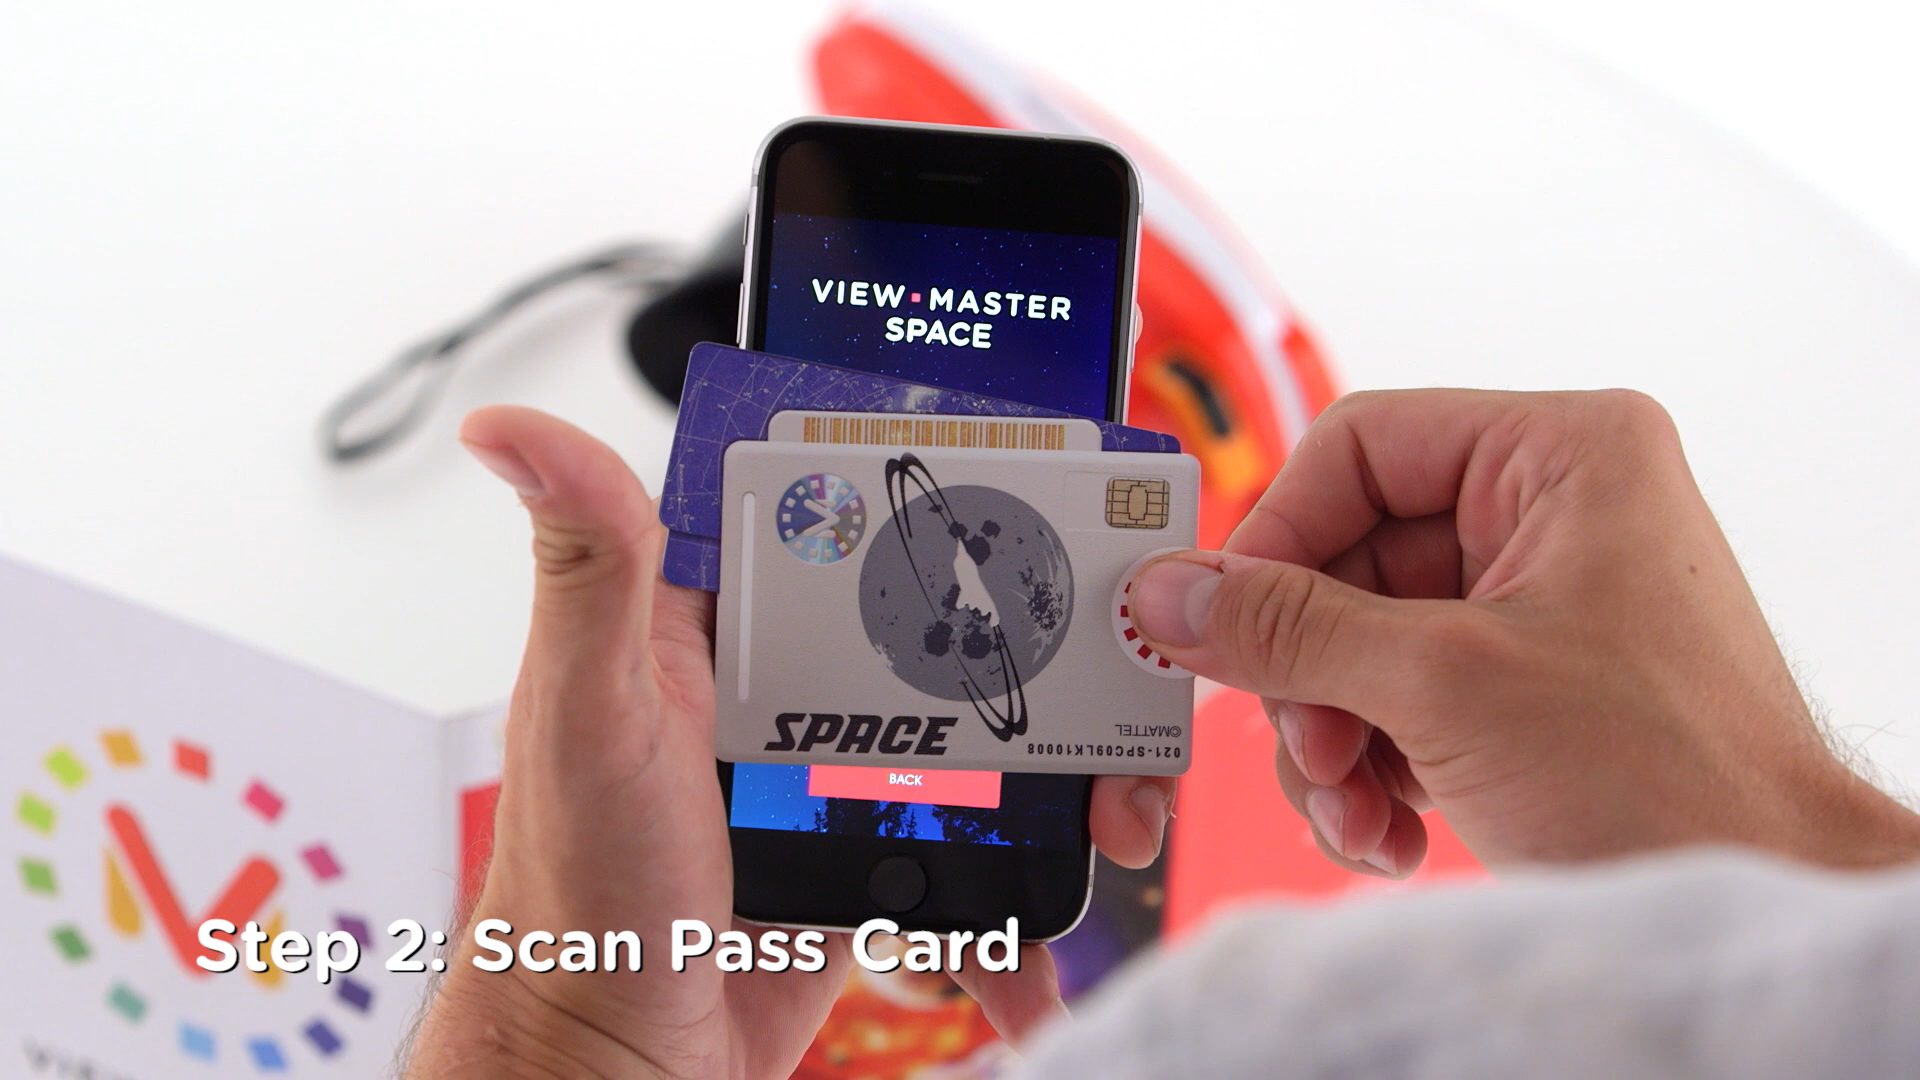 VIEW·MASTER
SPACE
SPACE
©MATTEL
021-SPC09LK10008
BACK
Step 2: Scan Pass Card